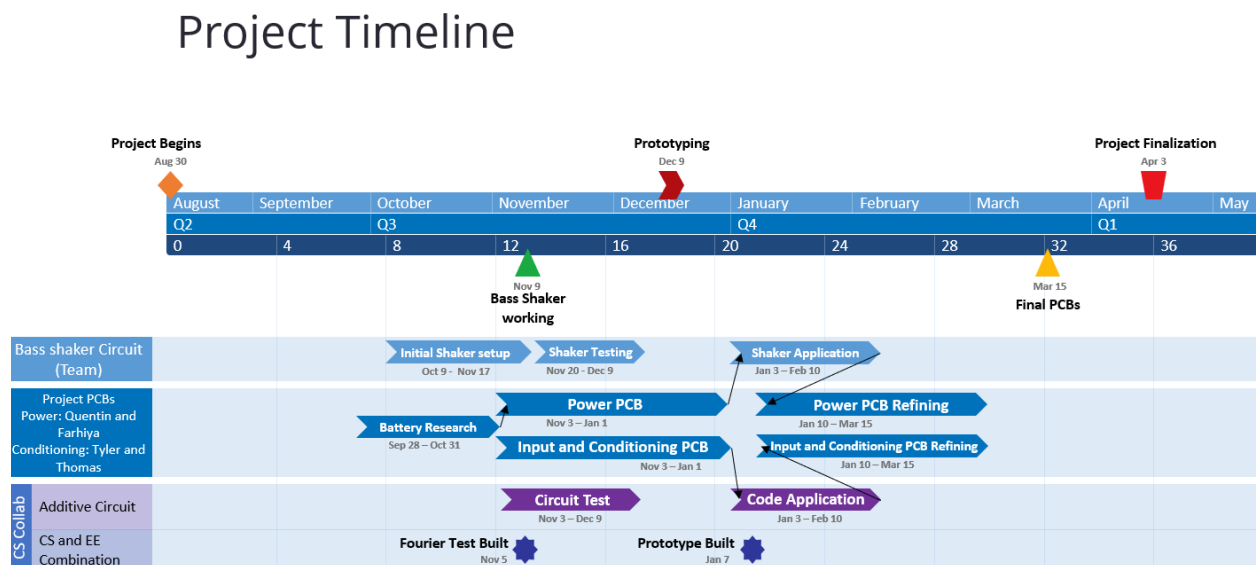 Project Timeline
Project Begins
Aug 30
Prototyping
Dec 9
Project Finalization
Apr 3
August September October November December January February March April May
Q2 Q3 Q4 Q1
0 4 8 12 16 20 24 28 32 36
Nov 9
Bass Shaker
working
Mar 15
Final PCBs
Bass shaker Circuit
(Team)
Initial Shaker setup
Oct 9 - Nov 17
Shaker Testing
Nov 20 - Dec 9
Shaker Application
Jan 3 – Feb 10
Project PCBs
Power: Quentin and
Farhiya
Conditioning: Tyler and
Thomas
Power PCB
Nov 3 – Jan 1
Power PCB Refining
Jan 10 – Mar 15
Battery Research
Sep 28 – Oct 31
Input and Conditioning PCB
Nov 3 – Jan 1
Input and Conditioning PCB Refining
Jan 10 – Mar 15
CS Collab
Additive Circuit
Circuit Test
Nov 3 – Dec 9
Code Application
Jan 3 – Feb 10
CS and EE
Combination
Fourier Test Built
Nov 5
Prototype Built
Jan 7